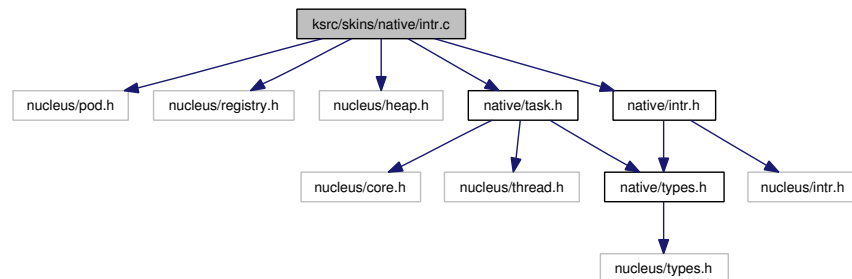 ksrc/skins/native/intr.c
nucleus/pod.h
nucleus/registry.h
nucleus/heap.h
native/task.h
native/intr.h
nucleus/core.h
nucleus/thread.h
native/types.h
nucleus/intr.h
nucleus/types.h